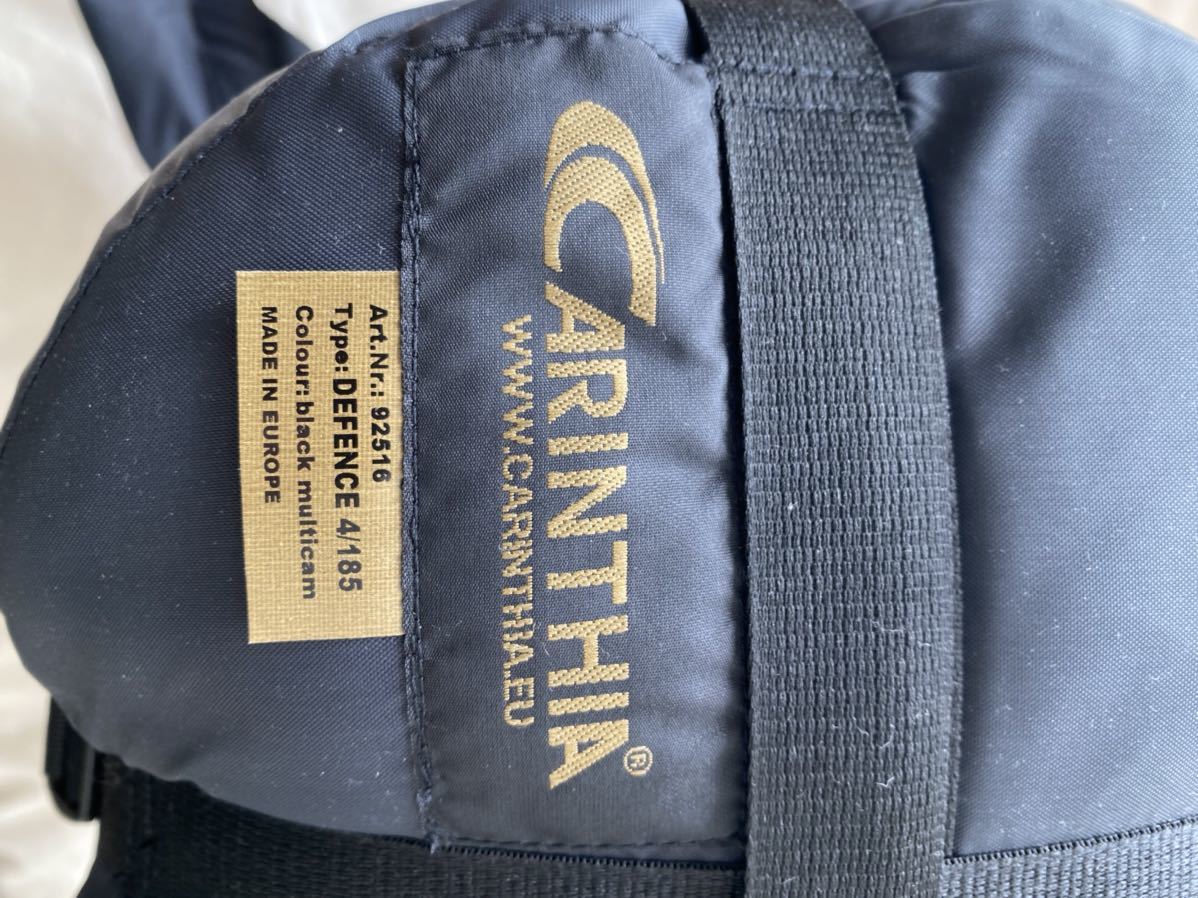 CARINTHIA®
WWW.CARINTHIA.EU
Art.Nr.: 92516
Type: DEFENCE 4/185
Colour: black multicam
MADE IN EUROPE